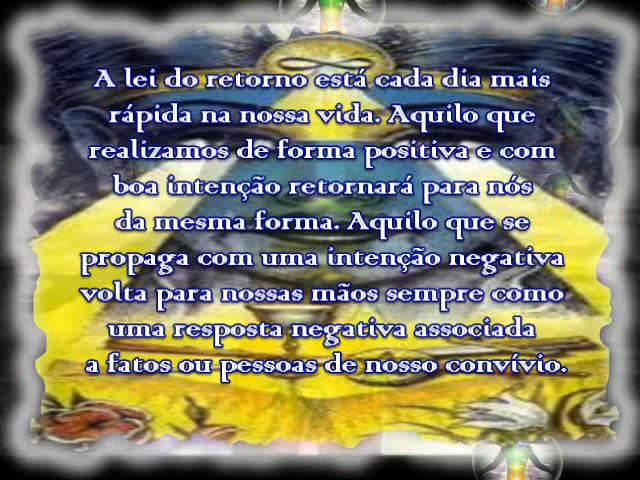 A lei do retorno está cada dia mais
rápida na nossa vida. Aquilo que
realizamos de forma positiva e com
boa intenção retornará para nós
da mesma forma. Aquilo que se
propaga com uma intenção negativa
volta para nossas mãos sempre como
uma resposta negativa associada
a fatos ou pessoas de nosso convívio.